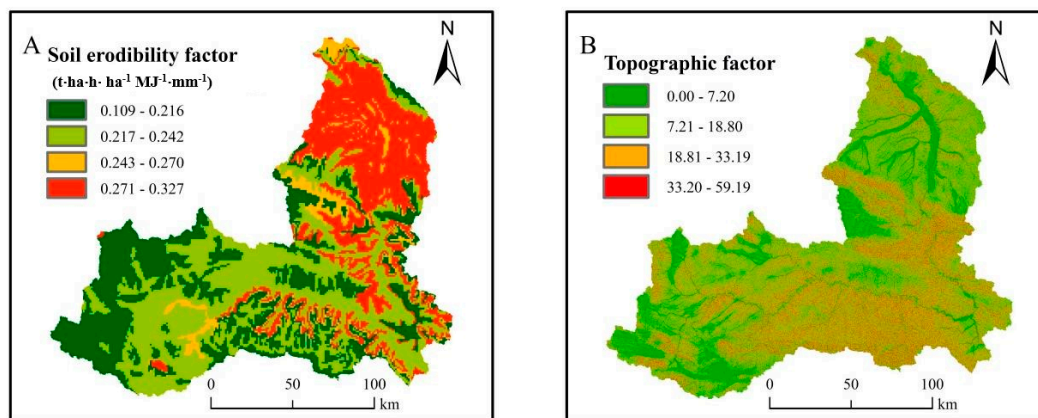 A
Soil erodibility factor
(t·ha·h· ha⁻¹ MJ⁻¹·mm⁻¹)
0.109 - 0.216
0.217 - 0.242
0.243 - 0.270
0.271 - 0.327
N
0 50 100
km
B
Topographic factor
0.00 - 7.20
7.21 - 18.80
18.81 - 33.19
33.20 - 59.19
N
0 50 100
km